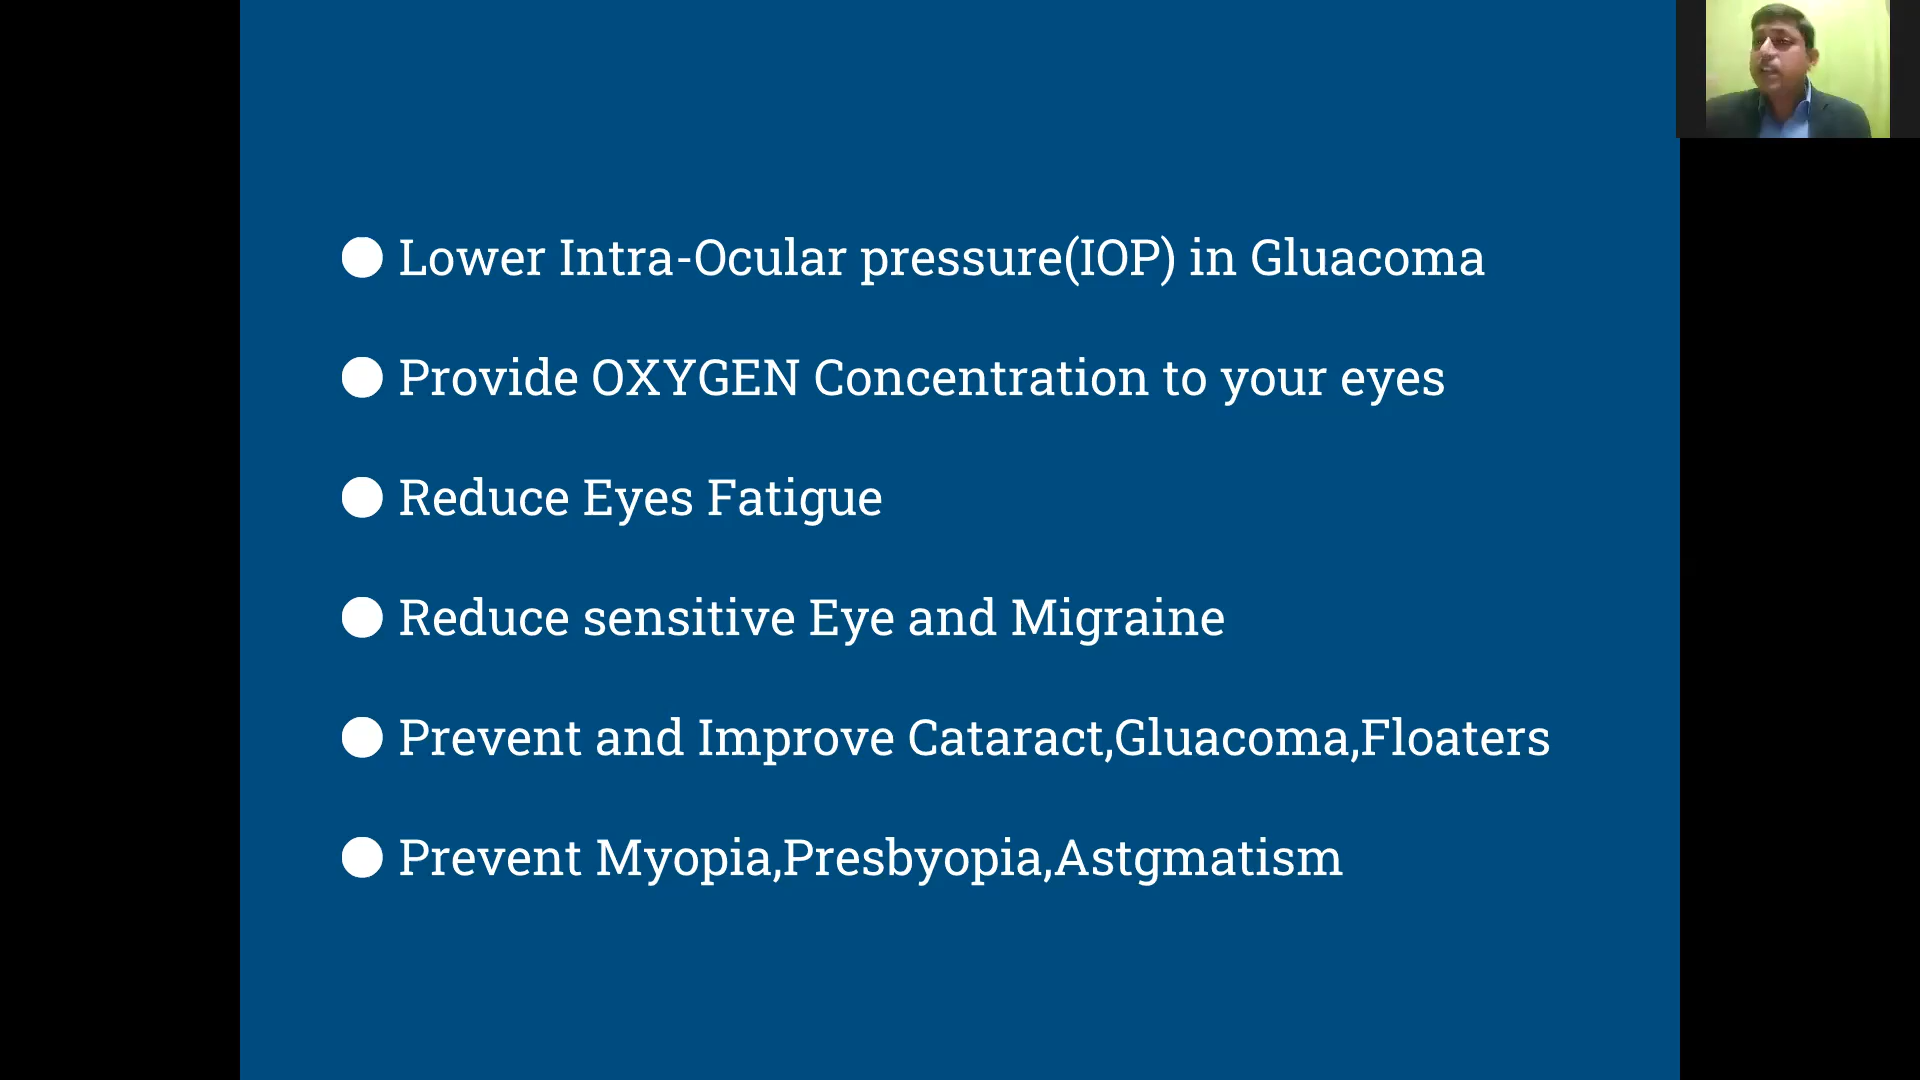 ● Lower Intra-Ocular pressure(IOP) in Gluacoma
● Provide OXYGEN Concentration to your eyes
● Reduce Eyes Fatigue
● Reduce sensitive Eye and Migraine
● Prevent and Improve Cataract,Gluacoma,Floaters
● Prevent Myopia,Presbyopia,Astgmatism